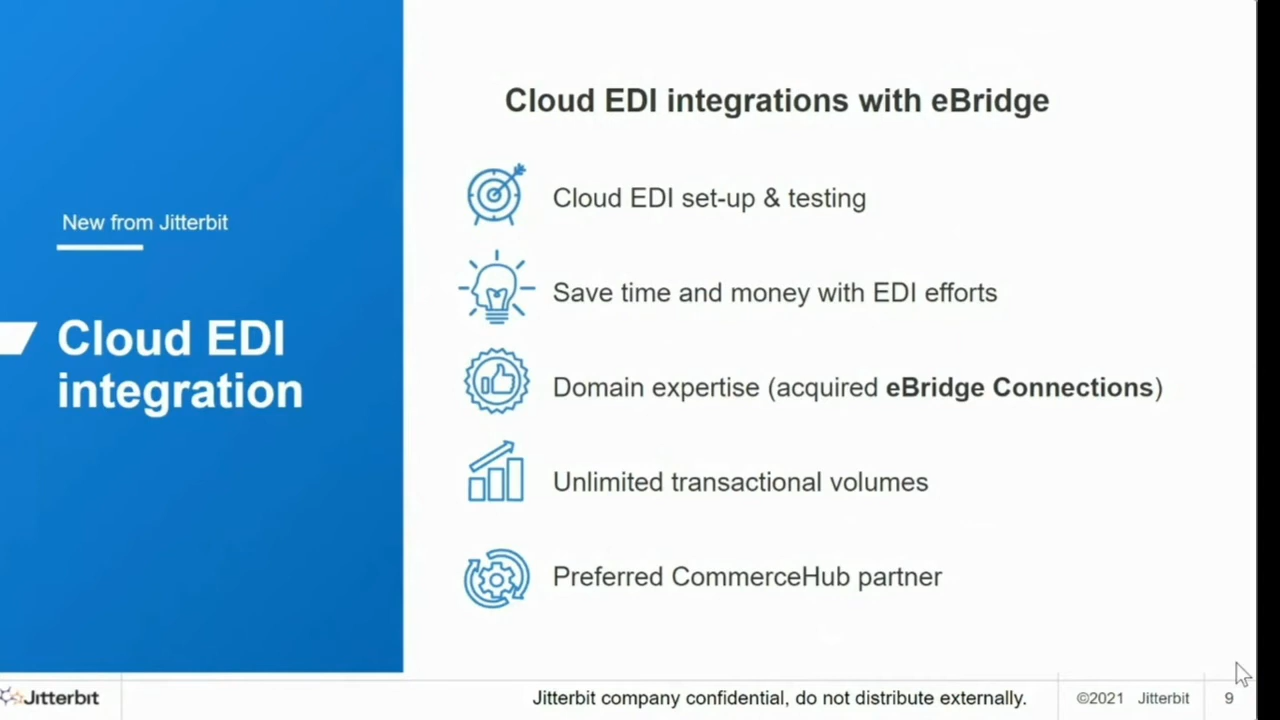 New from Jitterbit
Cloud EDI
integration
Cloud EDI integrations with eBridge
Cloud EDI set-up & testing
Save time and money with EDI efforts
Domain expertise (acquired eBridge Connections)
Unlimited transactional volumes
Preferred CommerceHub partner
Jitterbit
Jitterbit company confidential, do not distribute externally.
©2021 Jitterbit
9